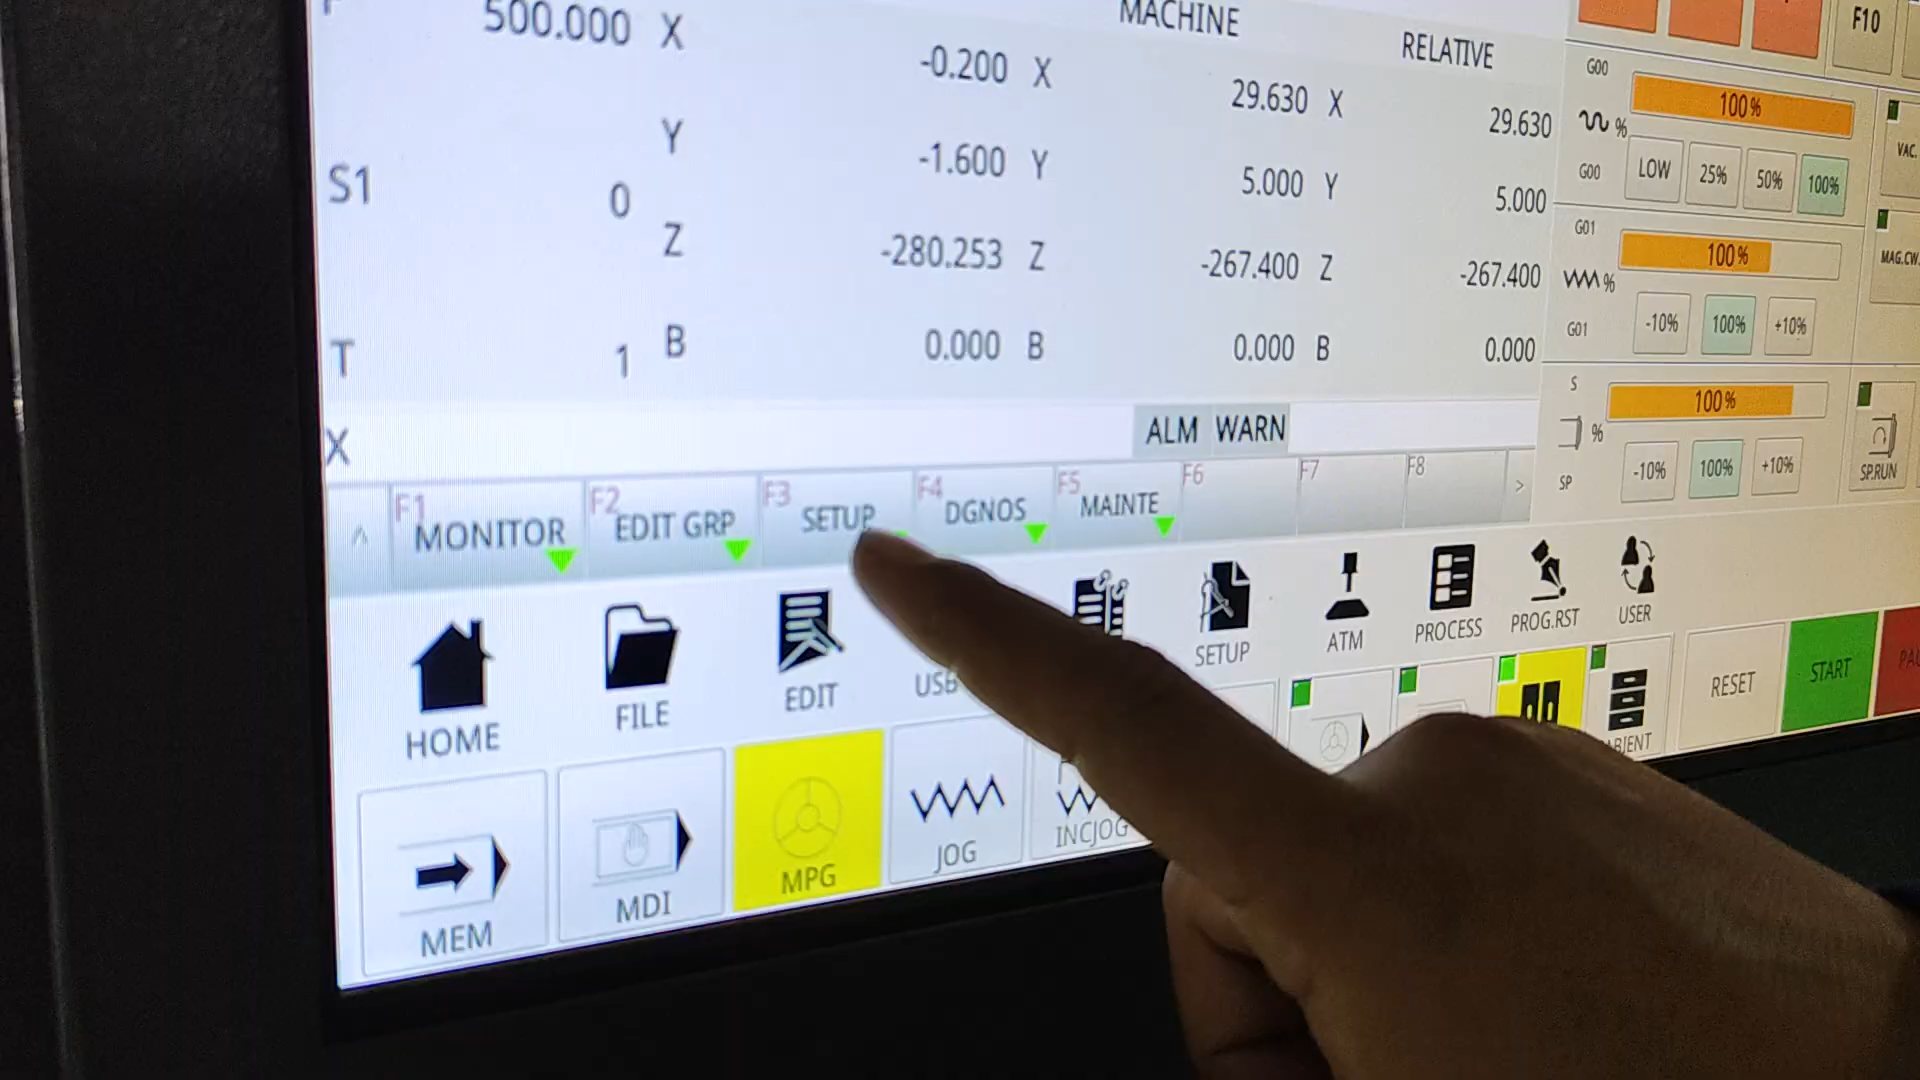 500.000 X -0.200 X 29.630 X 29.630
MACHINE RELATIVE
Y -1.600 Y 5.000 Y 5.000
S1 0
Z -280.253 Z -267.400 Z -267.400
T 1 B 0.000 B 0.000 B 0.000
X
ALM WARN
F1 MONITOR F2 EDIT GRP F3 SETUP F4 DGNOS F5 MAINTE F6 F7 F8 >
HOME FILE EDIT USB SETUP ATM PROCESS PROG.RST USER
MEM MDI MPG JOG INCJOG
RESET START
F10
G00 100%
%
G00 LOW 25% 50% 100%
G01 100%
%
G01 -10% 100% +10%
S 100%
%
SP -10% 100% +10%
VAC.
MAG.CW.
SP.RUN